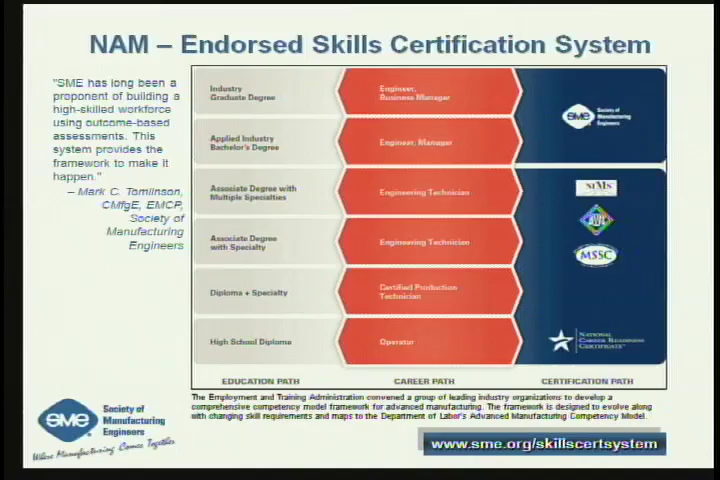 NAM – Endorsed Skills Certification System
"SME has long been a
proponent of building a
high-skilled workforce
using outcome-based
assessments. This
system provides the
framework to make it
happen."
– Mark C. Tomlinson,
CMfgE, EMCP,
Society of
Manufacturing
Engineers
Industry
Graduate Degree
Engineer,
Business Manager
Applied Industry
Bachelor's Degree
Engineer, Manager
SME
Society of
Manufacturing
Engineers
Associate Degree with
Multiple Specialties
Engineering Technician
NIMS
Associate Degree
with Specialty
Engineering Technician
MSSC
Diploma + Specialty
Certified Production
Technician
High School Diploma
Operator
NATIONAL
CAREER READINESS
CERTIFICATE
EDUCATION PATH
CAREER PATH
CERTIFICATION PATH
The Employment and Training Administration convened a group of leading industry organizations to develop a
comprehensive competency model framework for advanced manufacturing. The framework is designed to evolve along
with changing skill requirements and maps to the Department of Labor's Advanced Manufacturing Competency Model.
SME
Society of
Manufacturing
Engineers
Where Manufacturing Comes Together
www.sme.org/skillscertsystem